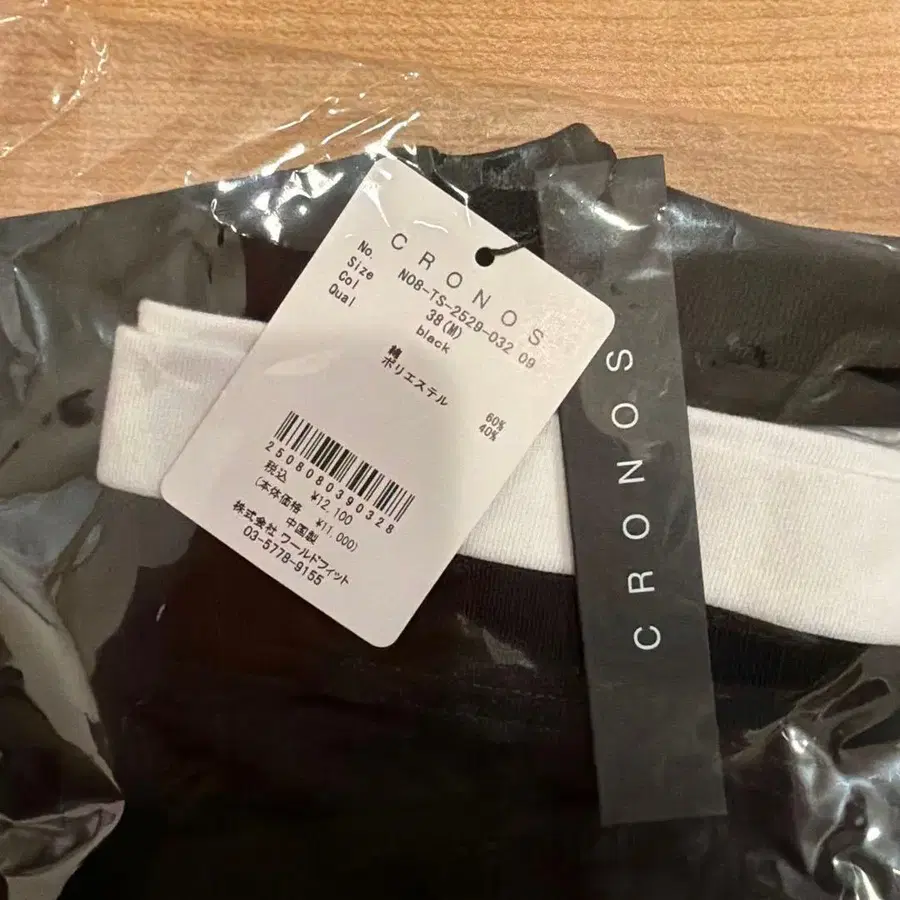 CRONOS
No. N08-TS-2529-032 09
Size 38(M)
Col black
Qual
綿 60%
ポリエステル 40%
2508080390328
税込 ¥12,100
(本体価格 ¥11,000)
中国製
株式会社 ワールドフィット
03-5778-9155
CRONOS